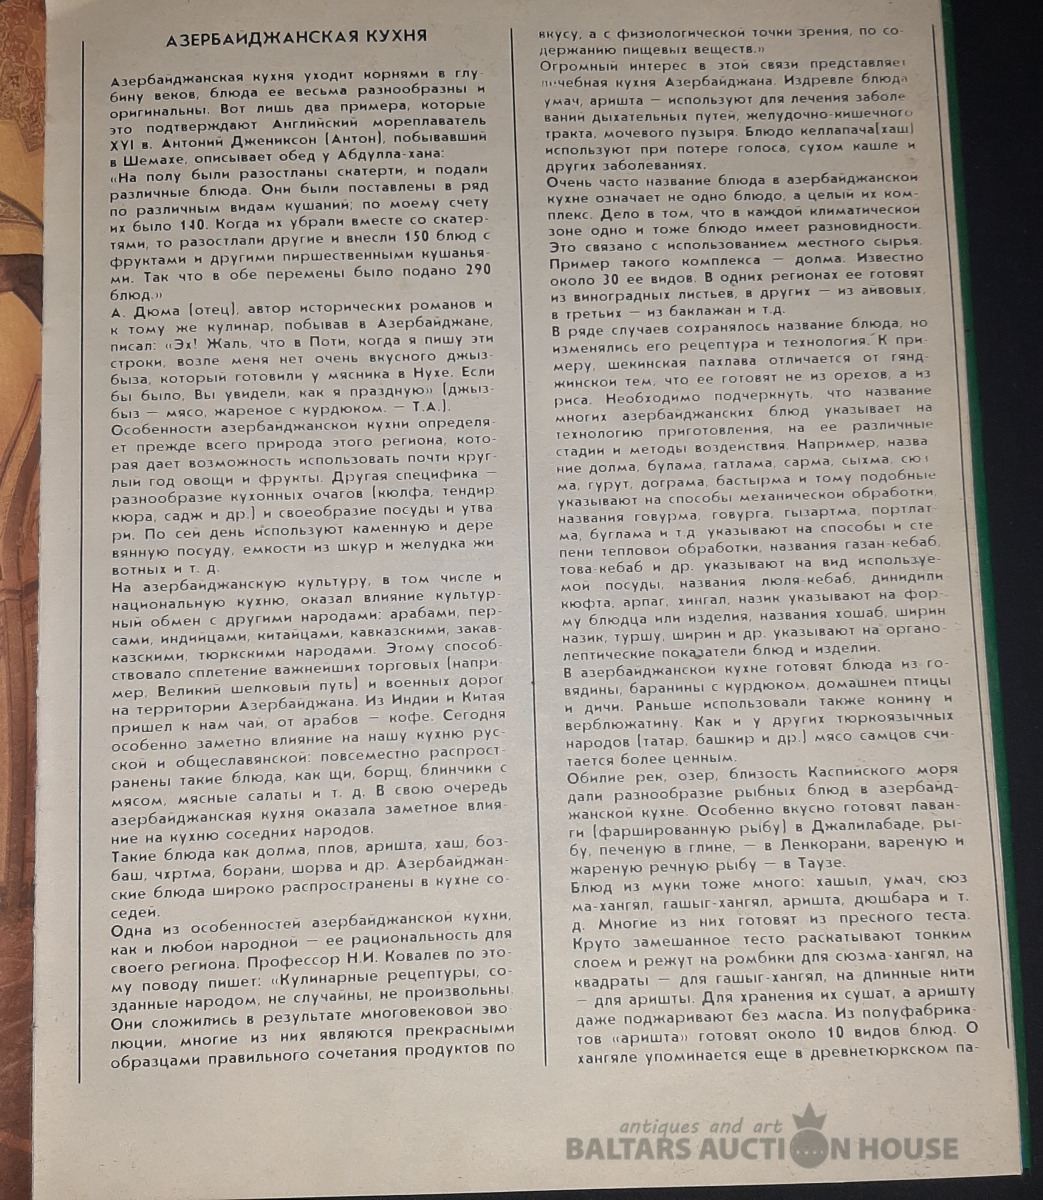 АЗЕРБАЙДЖАНСКАЯ КУХНЯ
Азербайджанская кухня уходит корнями в глу-
бину веков, блюда ее весьма разнообразны и
оригинальны. Вот лишь два примера, которые
это подтверждают Английский мореплаватель
XYI в. Антоний Джениксон (Антон), побывавший
в Шемахе, описывает обед у Абдулла-хана:
«На полу были разостланы скатерти, и подали
различные блюда. Они были поставлены в ряд
по различным видам кушаний; по моему счету
их было 140. Когда их убрали вместе со скатер-
тями, то разостлали другие и внесли 150 блюд с
фруктами и другими пиршественными кушанья-
ми. Так что в обе перемены было подано 290
блюд.»
А. Дюма (отец), автор исторических романов и
к тому же кулинар, побывав в Азербайджане,
писал: «Эх! Жаль, что в Поти, когда я пишу эти
строки, возле меня нет очень вкусного джыз-
быза, который готовили у мясника в Нухе. Если
бы было, Вы увидели, как я праздную» (джыз-
быз — мясо, жареное с курдюком. — Т.А.).
Особенности азербайджанской кухни определя-
ет прежде всего природа этого региона, кото-
рая дает возможность использовать почти круг-
лый год овощи и фрукты. Другая специфика —
разнообразие кухонных очагов (кюлфа, тендир
кюра, садж и др.) и своеобразие посуды и утва
ри. По сей день используют каменную и дере
вянную посуду, емкости из шкур и желудка жи
вотных и т. д.
На азербайджанскую культуру, в том числе и
национальную кухню, оказал влияние культур-
ный обмен с другими народами: арабами, пер-
сами, индийцами, китайцами, кавказскими, закав-
казскими, тюркскими народами. Этому способ-
ствовало сплетение важнейших торговых (напри-
мер, Великий шелковый путь) и военных дорог
на территории Азербайджана. Из Индии и Китая
пришел к нам чай, от арабов — кофе. Сегодня
особенно заметно влияние на нашу кухню рус-
ской и общеславянской: повсеместно распрост-
ранены такие блюда, как щи, борщ, блинчики с
мясом, мясные салаты и т. д. В свою очередь
азербайджанская кухня оказала заметное влия-
ние на кухню соседних народов.
Такие блюда как долма, плов, аришта, хаш, боз-
баш, чхртма, борани, шорва и др. Азербайджан-
ские блюда широко распространены в кухне со-
седей.
Одна из особенностей азербайджанской кухни,
как и любой народной — ее рациональность для
своего региона. Профессор Н.И. Ковалев по это-
му поводу пишет: «Кулинарные рецептуры, со-
зданные народом, не случайны, не произвольны.
Они сложились в результате многовековой эво
люции, многие из них являются прекрасными
образцами правильного сочетания продуктов по
вкусу, а с физиологической точки зрения, по со-
держанию пищевых веществ.»
Огромный интерес в этой связи представляет
лечебная кухня Азербайджана. Издревле блюда
умач, аришта — используют для лечения заболе
ваний дыхательных путей, желудочно-кишечного
тракта, мочевого пузыря. Блюдо келлапача(хаш)
используют при потере голоса, сухом кашле и
других заболеваниях.
Очень часто название блюда в азербайджанской
кухне означает не одно блюдо, а целый их ком-
плекс. Дело в том, что в каждой климатической
зоне одно и тоже блюдо имеет разновидности.
Это связано с использованием местного сырья.
Пример такого комплекса — долма. Известно
около 30 ее видов. В одних регионах ее готовят
из виноградных листьев, в других — из айвовых,
в третьих — из баклажан и т.д.
В ряде случаев сохранялось название блюда, но
изменялись его рецептура и технология. К при-
меру, шекинская пахлава отличается от гянд-
жинской тем, что ее готовят не из орехов, а из
риса. Необходимо подчеркнуть, что название
многих азербайджанских блюд указывает на
технологию приготовления, на ее различные
стадии и методы воздействия. Например, назва
ние долма, булама, гатлама, сарма, сыхма, сюз
ма, гурут, дограма, бастырма и тому подобные
указывают на способы механической обработки,
названия говурма, говурга, гызартма, портлат-
ма, буглама и т.д. указывают на способы и сте
пени тепловой обработки, названия газан-кебаб,
това-кебаб и др. указывают на вид используе-
мой посуды, названия люля-кебаб, динидили
кюфта, арпаг, хингал, назик указывают на фор-
му блюдца или изделия, названия хошаб, ширин
назик, туршу, ширин и др. указывают на органо-
лептические показатели блюд и изделии.
В азербайджанской кухне готовят блюда из го-
вядины, баранины с курдюком, домашней птицы
и дичи. Раньше использовали также конину и
верблюжатину. Как и у других тюркоязычных
народов (татар, башкир и др.) мясо самцов счи-
тается более ценным.
Обилие рек, озер, близость Каспийского моря
дали разнообразие рыбных блюд в азербайд-
жанской кухне. Особенно вкусно готовят лаван-
ги (фаршированную рыбу) в Джалилабаде, ры-
бу, печеную в глине, — в Ленкорани, вареную и
жареную речную рыбу — в Таузе.
Блюд из муки тоже много: хашыл, умач, сюз
ма-хангял, гашыг-хангял, аришта, дюшбара и т.
д. Многие из них готовят из пресного теста.
Круто замешанное тесто раскатывают тонким
слоем и режут на ромбики для сюзма-хангял, на
квадраты — для гашыг-хангял, на длинные нити
— для аришты. Для хранения их сушат, а аришту
даже поджаривают без масла. Из полуфабрика-
тов «аришта» готовят около 10 видов блюд. О
хангяле упоминается еще в древнетюркском па-
antiques and art
BALTARS AUCTION HOUSE